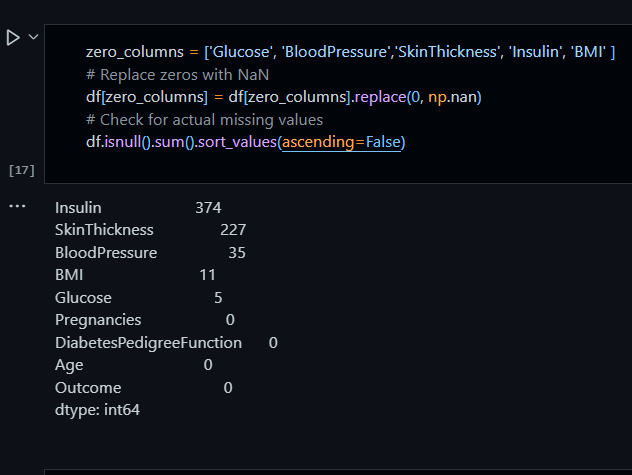 zero_columns = ['Glucose', 'BloodPressure','SkinThickness', 'Insulin', 'BMI' ]
# Replace zeros with NaN
df[zero_columns] = df[zero_columns].replace(0, np.nan)
# Check for actual missing values
df.isnull().sum().sort_values(ascending=False)
[17]
Insulin 374
SkinThickness 227
BloodPressure 35
BMI 11
Glucose 5
Pregnancies 0
DiabetesPedigreeFunction 0
Age 0
Outcome 0
dtype: int64